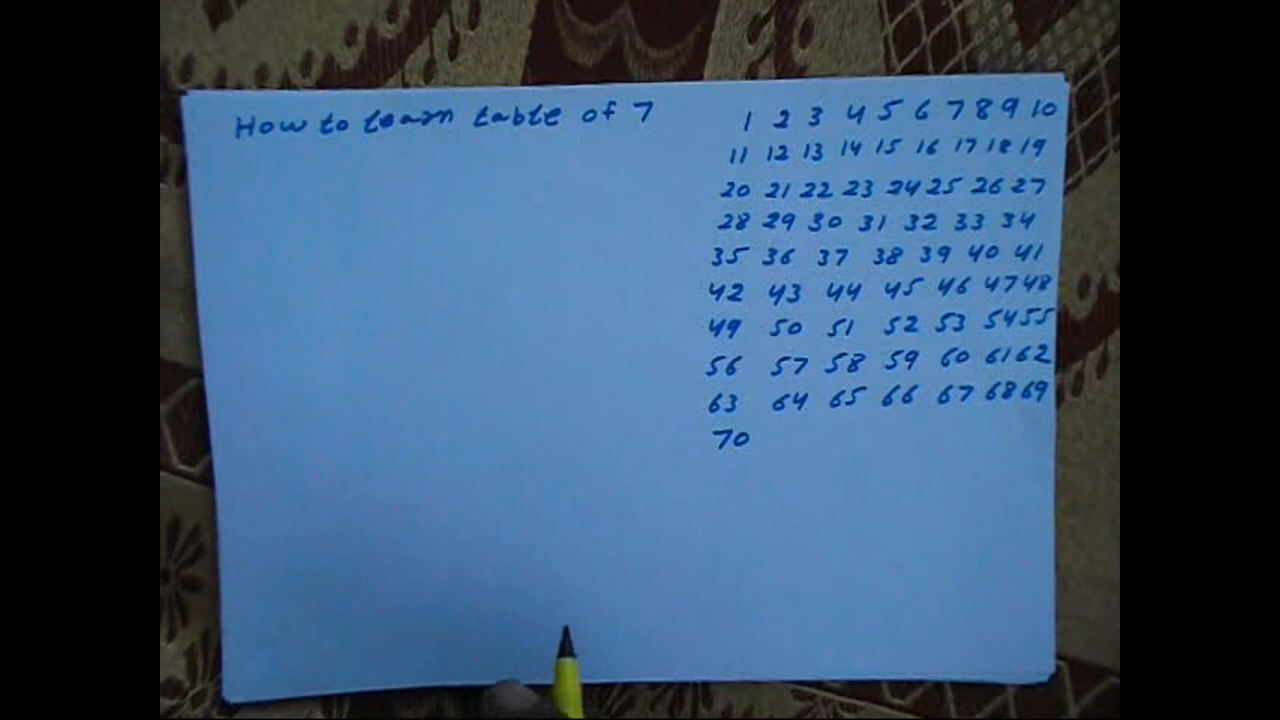 How to learn table of 7
1 2 3 4 5 6 7 8 9 10
11 12 13 14 15 16 17 18 19
20 21 22 23 24 25 26 27
28 29 30 31 32 33 34
35 36 37 38 39 40 41
42 43 44 45 46 47 48
49 50 51 52 53 54 55
56 57 58 59 60 61 62
63 64 65 66 67 68 69
70